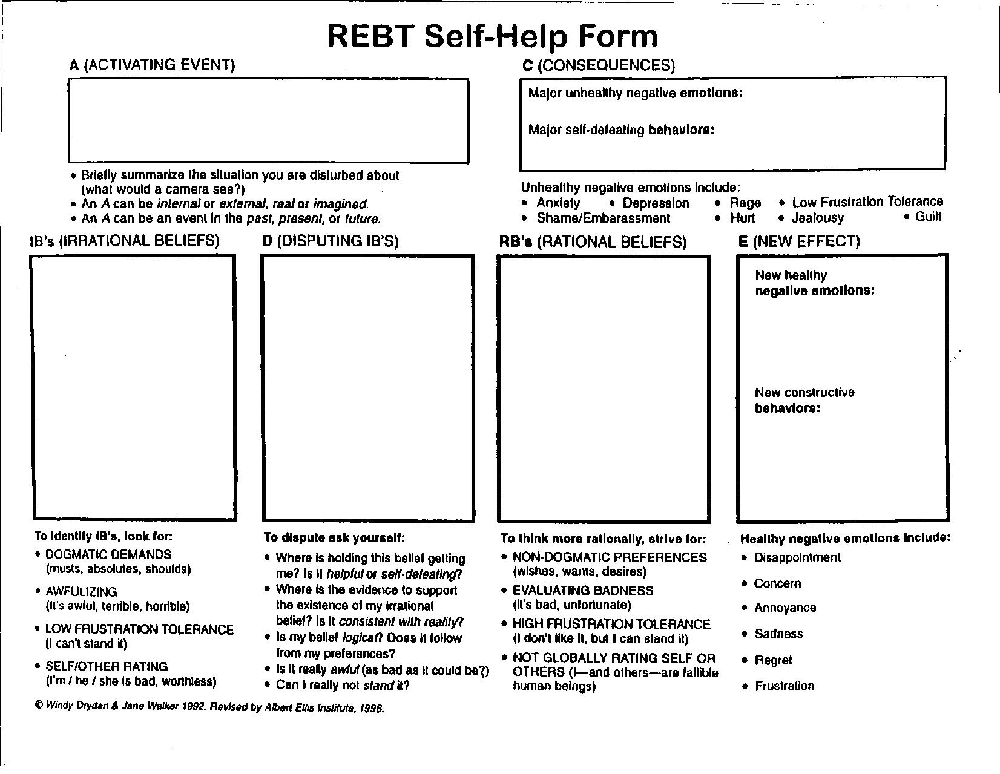 REBT Self-Help Form
A (ACTIVATING EVENT)
C (CONSEQUENCES)
Major unhealthy negative emotions:
Major self-defeating behaviors:
• Briefly summarize the situation you are disturbed about
(what would a camera see?)
• An A can be internal or external, real or imagined.
• An A can be an event in the past, present, or future.
Unhealthy negative emotions include:
• Anxiety • Depression • Rage • Low Frustration Tolerance
• Shame/Embarassment • Hurt • Jealousy • Guilt
IB's (IRRATIONAL BELIEFS)
D (DISPUTING IB'S)
RB's (RATIONAL BELIEFS)
E (NEW EFFECT)
New healthy
negative emotions:
New constructive
behaviors:
To identify IB's, look for:
• DOGMATIC DEMANDS
(musts, absolutes, shoulds)
• AWFULIZING
(It's awful, terrible, horrible)
• LOW FRUSTRATION TOLERANCE
(I can't stand it)
• SELF/OTHER RATING
(I'm / he / she is bad, worthless)
To dispute ask yourself:
• Where is holding this belief getting
me? Is it helpful or self-defeating?
• Where is the evidence to support
the existence of my irrational
belief? Is it consistent with reality?
• Is my belief logical? Does it follow
from my preferences?
• Is it really awful (as bad as it could be?)
• Can I really not stand it?
To think more rationally, strive for:
• NON-DOGMATIC PREFERENCES
(wishes, wants, desires)
• EVALUATING BADNESS
(it's bad, unfortunate)
• HIGH FRUSTRATION TOLERANCE
(I don't like it, but I can stand it)
• NOT GLOBALLY RATING SELF OR
OTHERS (I—and others—are fallible
human beings)
Healthy negative emotions include:
• Disappointment
• Concern
• Annoyance
• Sadness
• Regret
• Frustration
© Windy Dryden & Jane Walker 1992. Revised by Albert Ellis Institute, 1996.